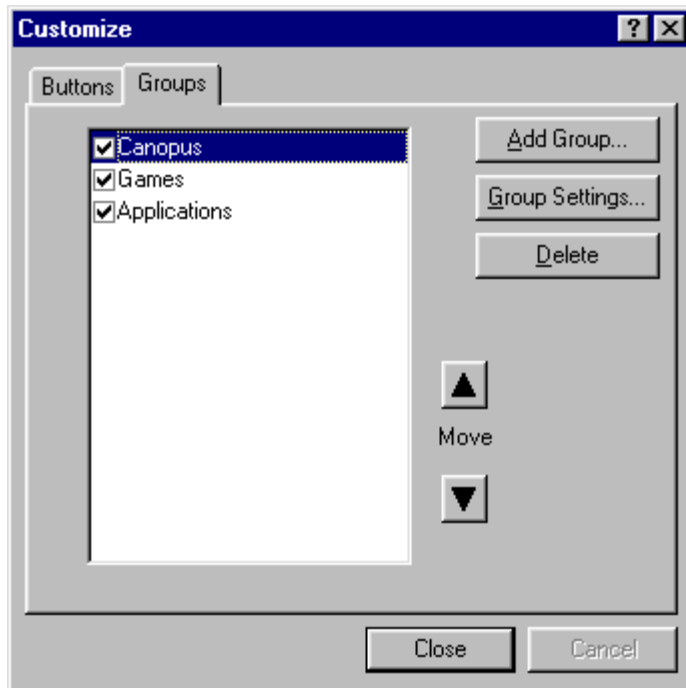 Customize
Buttons
Groups
Canopus
Games
Applications
Add Group...
Group Settings...
Delete
Move
Close
Cancel